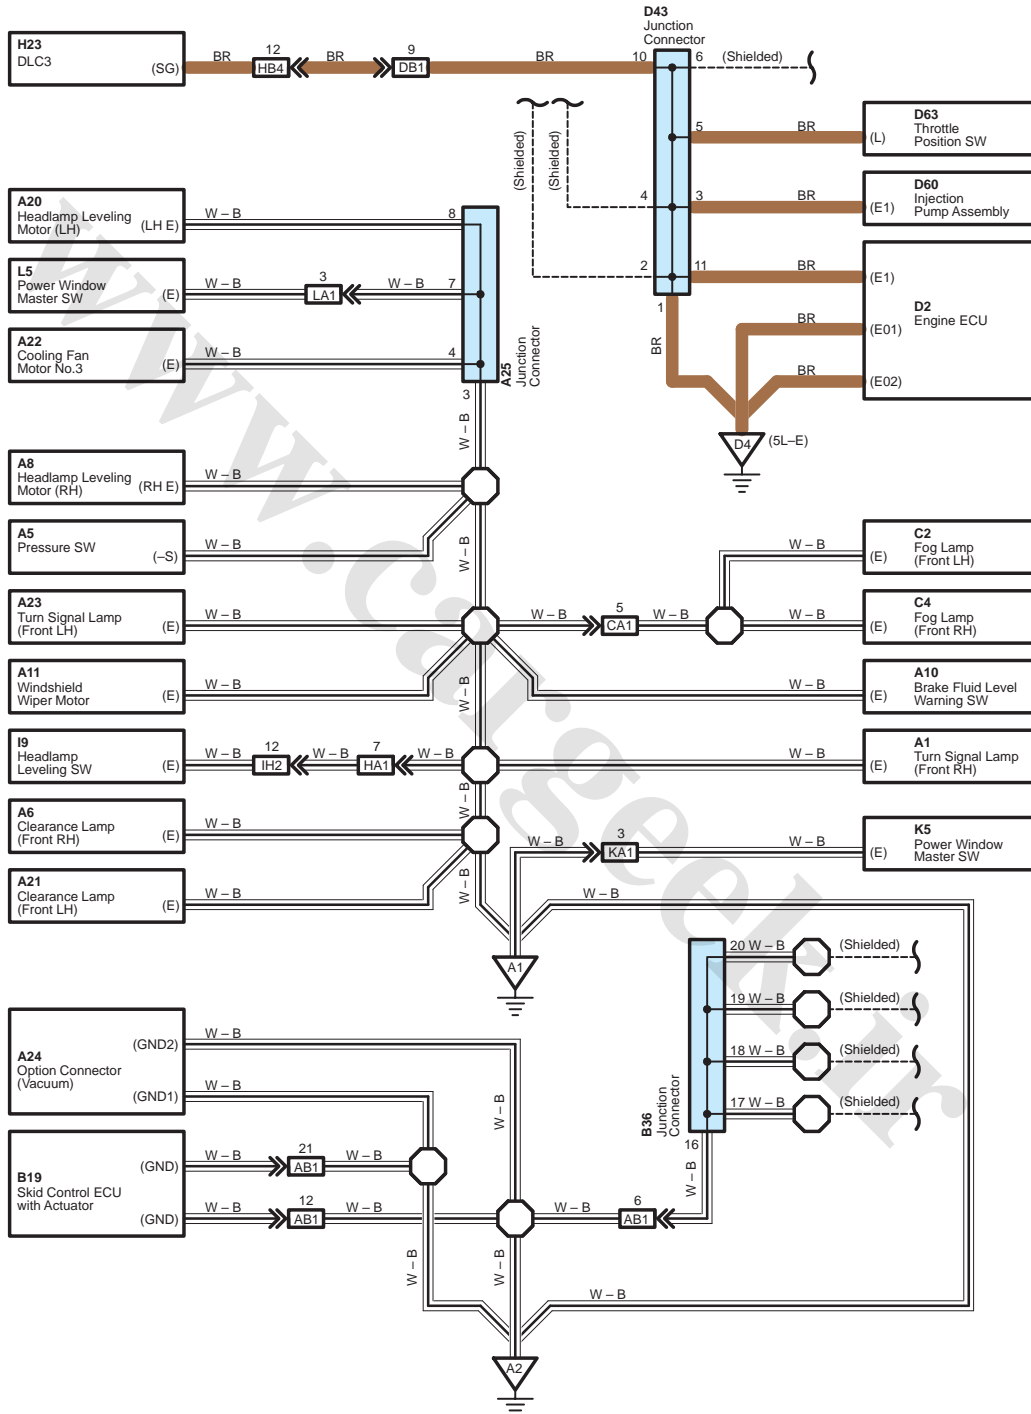 D43
Junction
Connector
H23
DLC3
(SG)
BR
12
HB4
BR
9
DB1
BR
10
6
(Shielded)
(Shielded)
(Shielded)
5
BR
(L)
D63
Throttle
Position SW
4
3
BR
(E1)
D60
Injection
Pump Assembly
2
11
BR
(E1)
D2
Engine ECU
BR
(E01)
BR
(E02)
1
BR
D4
(5L–E)
A20
Headlamp Leveling
Motor (LH)
(LH E)
W – B
8
L5
Power Window
Master SW
(E)
W – B
3
LA1
W – B
7
A22
Cooling Fan
Motor No.3
(E)
W – B
4
A25
Junction
Connector
3
W – B
A8
Headlamp Leveling
Motor (RH)
(RH E)
W – B
A5
Pressure SW
(–S)
W – B
W – B
A23
Turn Signal Lamp
(Front LH)
(E)
W – B
W – B
5
CA1
W – B
W – B
(E)
C2
Fog Lamp
(Front LH)
W – B
(E)
C4
Fog Lamp
(Front RH)
A11
Windshield
Wiper Motor
(E)
W – B
W – B
W – B
(E)
A10
Brake Fluid Level
Warning SW
I9
Headlamp
Leveling SW
(E)
W – B
12
IH2
W – B
7
HA1
W – B
W – B
(E)
A1
Turn Signal Lamp
(Front RH)
W – B
A6
Clearance Lamp
(Front RH)
(E)
W – B
W – B
3
KA1
W – B
(E)
K5
Power Window
Master SW
A21
Clearance Lamp
(Front LH)
(E)
W – B
W – B
W – B
A1
20 W – B
(Shielded)
19 W – B
(Shielded)
18 W – B
(Shielded)
17 W – B
(Shielded)
B36
Junction
Connector
16
W – B
A24
Option Connector
(Vacuum)
(GND2)
W – B
(GND1)
W – B
W – B
B19
Skid Control ECU
with Actuator
(GND)
W – B
21
AB1
W – B
(GND)
W – B
12
AB1
W – B
W – B
6
AB1
W – B
W – B
W – B
A2
www.cargeek.ir